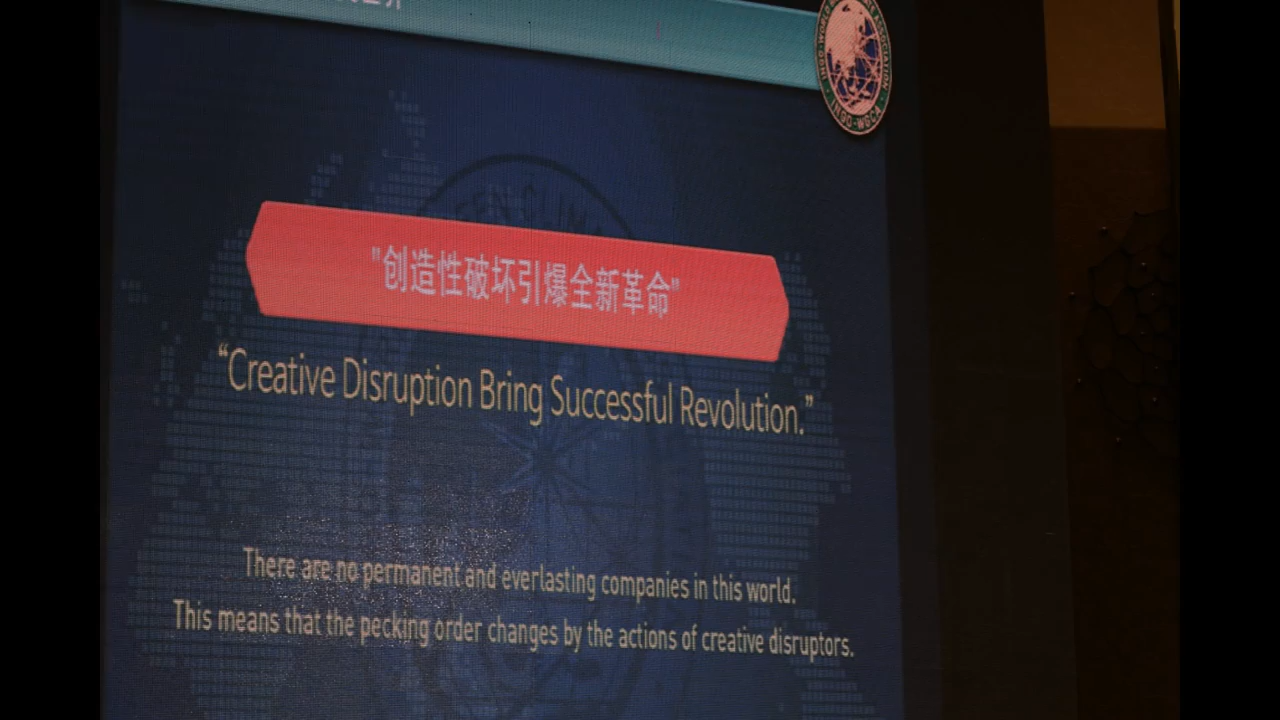 "创造性破坏引爆全新革命"
“Creative Disruption Bring Successful Revolution.”
There are no permanent and everlasting companies in this world.
This means that the pecking order changes by the actions of creative disruptors.
INGO-WGCA